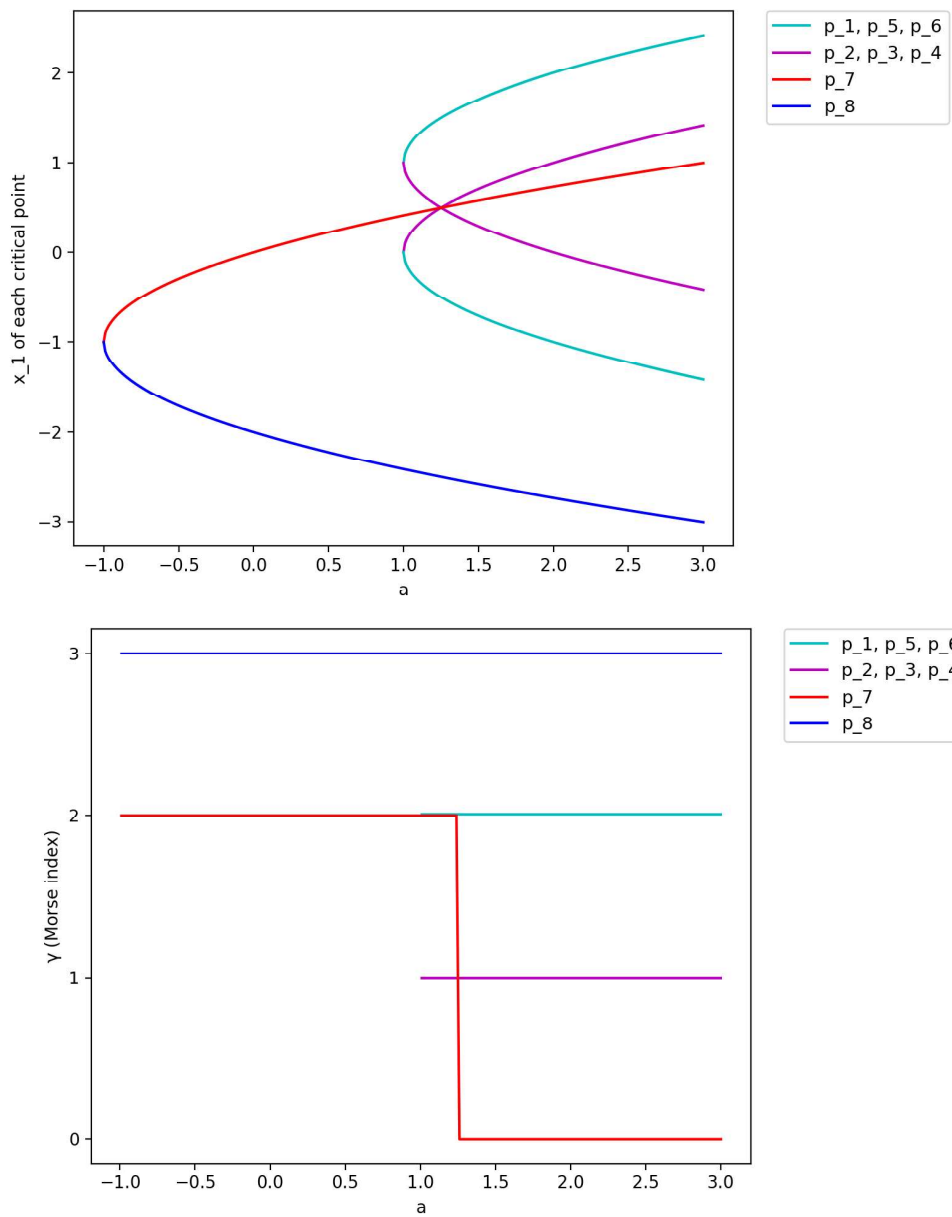 x_1 of each critical point
2
1
0
−1
−2
−3
−1.0 −0.5 0.0 0.5 1.0 1.5 2.0 2.5 3.0
a
p_1, p_5, p_6
p_2, p_3, p_4
p_7
p_8
γ (Morse index)
3
2
1
0
−1.0 −0.5 0.0 0.5 1.0 1.5 2.0 2.5 3.0
a
p_1, p_5, p_6
p_2, p_3, p_4
p_7
p_8